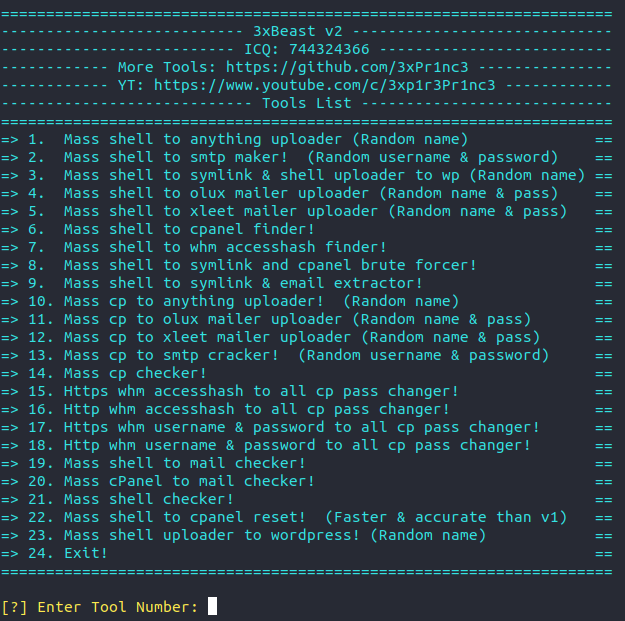 ====================================================================
- - - - - - - - - - - - - - 3xBeast v2 - - - - - - - - - - - - - - -
- - - - - - - - - - - - - ICQ: 744324366 - - - - - - - - - - - - - -
- - - - - - More Tools: https://github.com/3xPr1nc3 - - - - - - - -
- - - - - - YT: https://www.youtube.com/c/3xp1r3Pr1nc3 - - - - - - -
- - - - - - - - - - - - - - Tools List - - - - - - - - - - - - - - -
====================================================================
=> 1.  Mass shell to anything uploader (Random name)              ==
=> 2.  Mass shell to smtp maker!  (Random username & password)    ==
=> 3.  Mass shell to symlink & shell uploader to wp (Random name) ==
=> 4.  Mass shell to olux mailer uploader (Random name & pass)    ==
=> 5.  Mass shell to xleet mailer uploader (Random name & pass)   ==
=> 6.  Mass shell to cpanel finder!                               ==
=> 7.  Mass shell to whm accesshash finder!                       ==
=> 8.  Mass shell to symlink and cpanel brute forcer!             ==
=> 9.  Mass shell to symlink & email extractor!                   ==
=> 10. Mass cp to anything uploader!  (Random name)               ==
=> 11. Mass cp to olux mailer uploader (Random name & pass)       ==
=> 12. Mass cp to xleet mailer uploader (Random name & pass)      ==
=> 13. Mass cp to smtp cracker!  (Random username & password)     ==
=> 14. Mass cp checker!                                           ==
=> 15. Https whm accesshash to all cp pass changer!               ==
=> 16. Http whm accesshash to all cp pass changer!                ==
=> 17. Https whm username & password to all cp pass changer!      ==
=> 18. Http whm username & password to all cp pass changer!       ==
=> 19. Mass shell to mail checker!                                ==
=> 20. Mass cPanel to mail checker!                               ==
=> 21. Mass shell checker!                                        ==
=> 22. Mass shell to cpanel reset!  (Faster & accurate than v1)   ==
=> 23. Mass shell uploader to wordpress! (Random name)            ==
=> 24. Exit!                                                      ==
====================================================================
[?] Enter Tool Number: